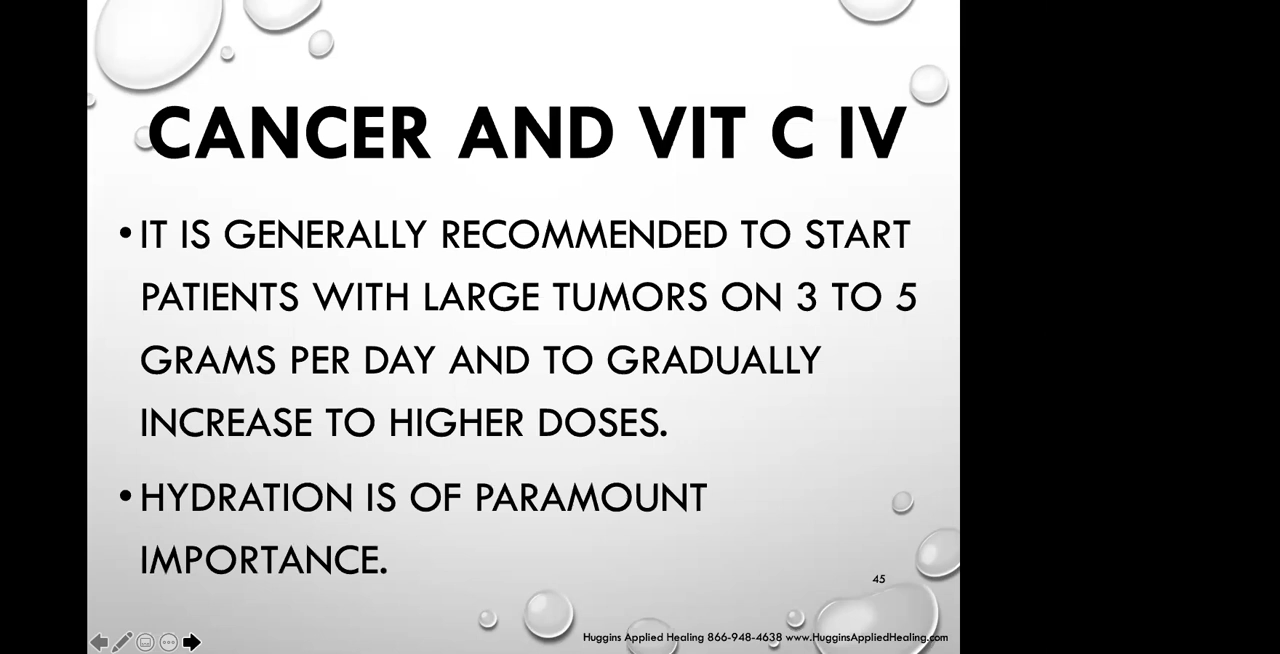 CANCER AND VIT C IV
•IT IS GENERALLY RECOMMENDED TO START
PATIENTS WITH LARGE TUMORS ON 3 TO 5
GRAMS PER DAY AND TO GRADUALLY
INCREASE TO HIGHER DOSES.
•HYDRATION IS OF PARAMOUNT
IMPORTANCE.
45
Huggins Applied Healing 866-948-4638 www.HugginsAppliedHealing.com